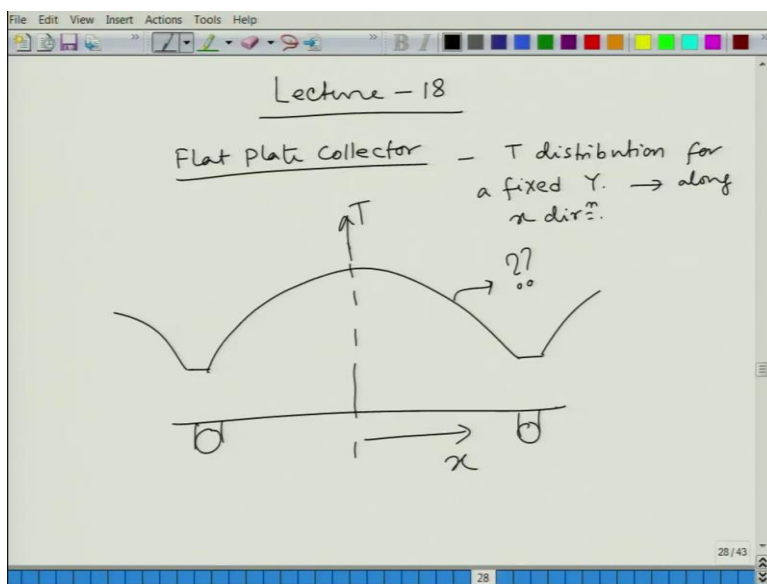 File Edit View Insert Actions Tools Help
B I
Lecture - 18
Flat Plate Collector - T distribution for
a fixed Y. → along
x dirⁿ.
T
??
x
28/43
28